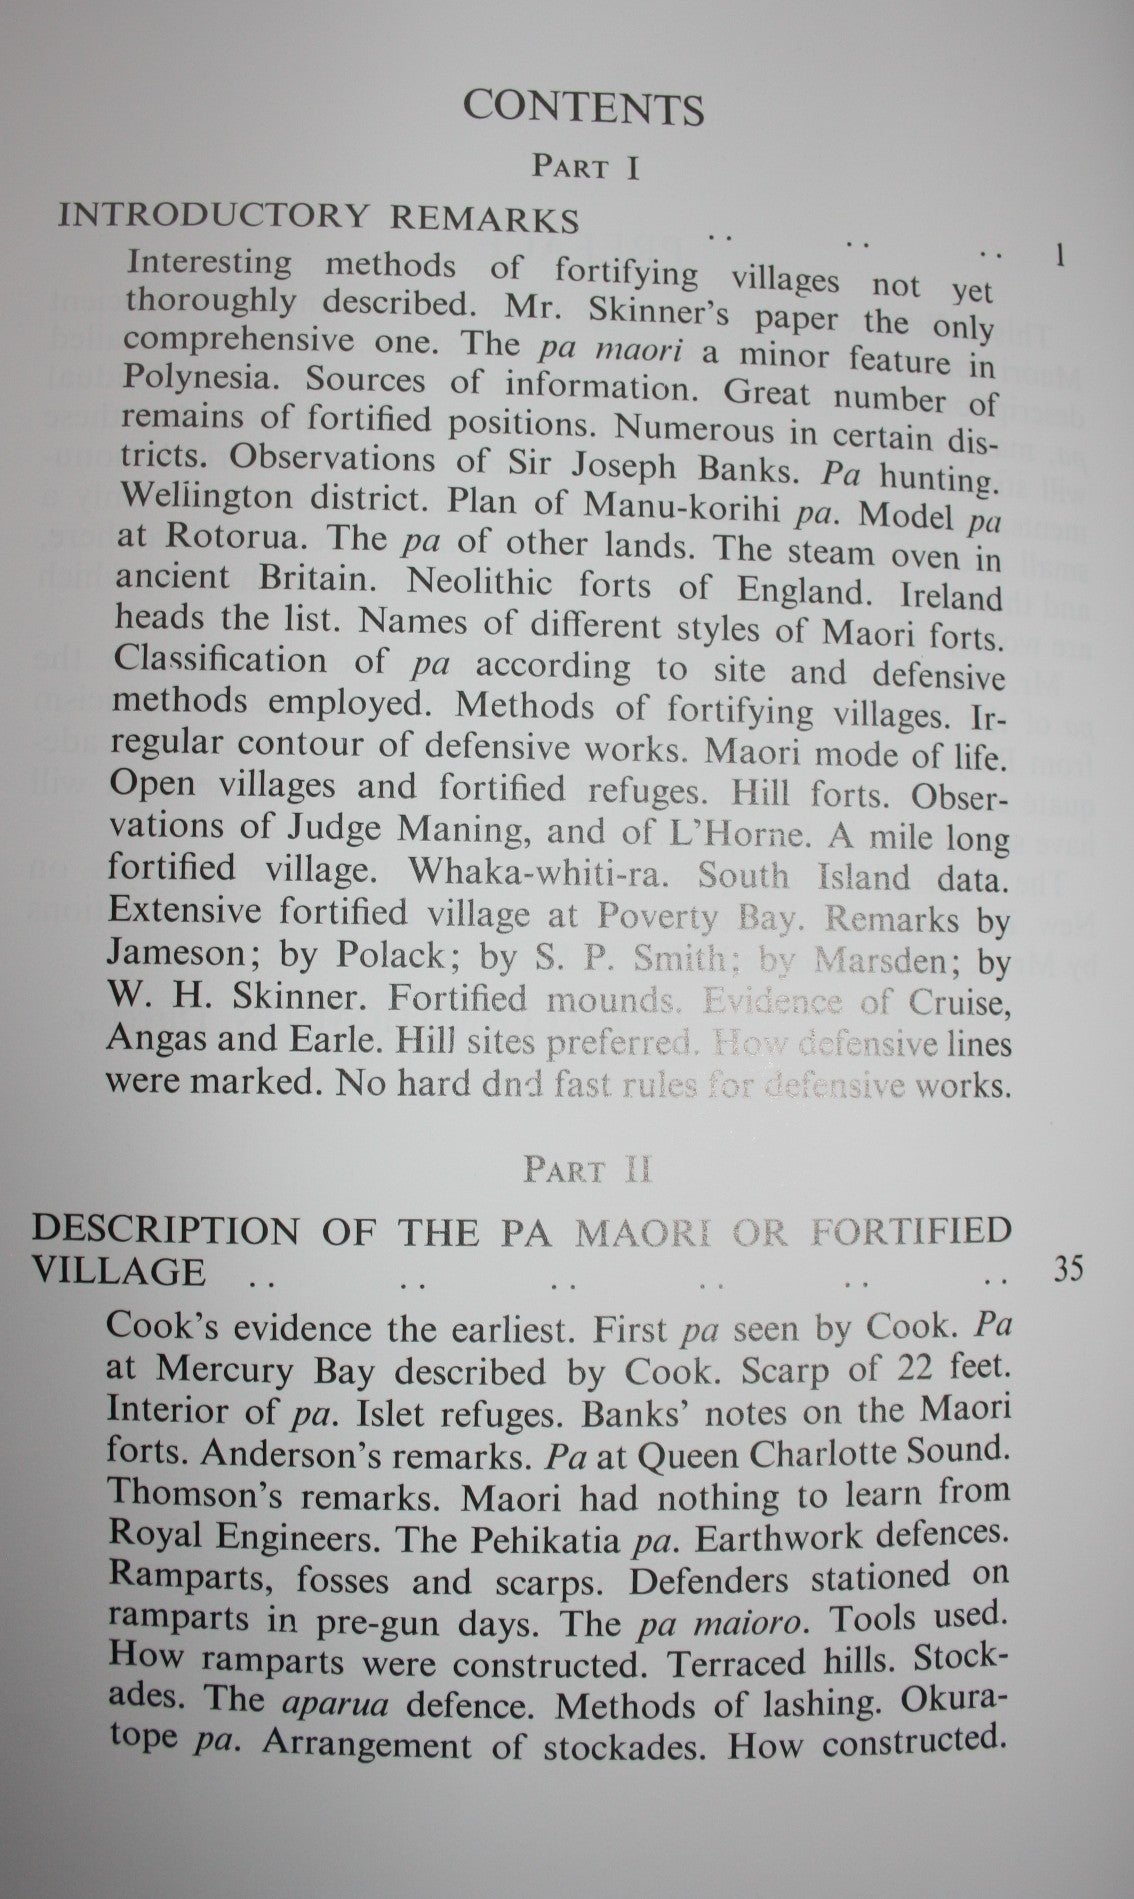 CONTENTS
PART I
INTRODUCTORY REMARKS .. .. .. 1
Interesting methods of fortifying villages not yet
thoroughly described. Mr. Skinner's paper the only
comprehensive one. The pa maori a minor feature in
Polynesia. Sources of information. Great number of
remains of fortified positions. Numerous in certain dis-
tricts. Observations of Sir Joseph Banks. Pa hunting.
Wellington district. Plan of Manu-korihi pa. Model pa
at Rotorua. The pa of other lands. The steam oven in
ancient Britain. Neolithic forts of England. Ireland
heads the list. Names of different styles of Maori forts.
Classification of pa according to site and defensive
methods employed. Methods of fortifying villages. Ir-
regular contour of defensive works. Maori mode of life.
Open villages and fortified refuges. Hill forts. Obser-
vations of Judge Maning, and of L'Horne. A mile long
fortified village. Whaka-whiti-ra. South Island data.
Extensive fortified village at Poverty Bay. Remarks by
Jameson; by Polack; by S. P. Smith; by Marsden; by
W. H. Skinner. Fortified mounds. Evidence of Cruise,
Angas and Earle. Hill sites preferred. How defensive lines
were marked. No hard dnd fast rules for defensive works.
PART II
DESCRIPTION OF THE PA MAORI OR FORTIFIED
VILLAGE .. .. .. .. .. .. 35
Cook's evidence the earliest. First pa seen by Cook. Pa
at Mercury Bay described by Cook. Scarp of 22 feet.
Interior of pa. Islet refuges. Banks' notes on the Maori
forts. Anderson's remarks. Pa at Queen Charlotte Sound.
Thomson's remarks. Maori had nothing to learn from
Royal Engineers. The Pehikatia pa. Earthwork defences.
Ramparts, fosses and scarps. Defenders stationed on
ramparts in pre-gun days. The pa maioro. Tools used.
How ramparts were constructed. Terraced hills. Stock-
ades. The aparua defence. Methods of lashing. Okura-
tope pa. Arrangement of stockades. How constructed.